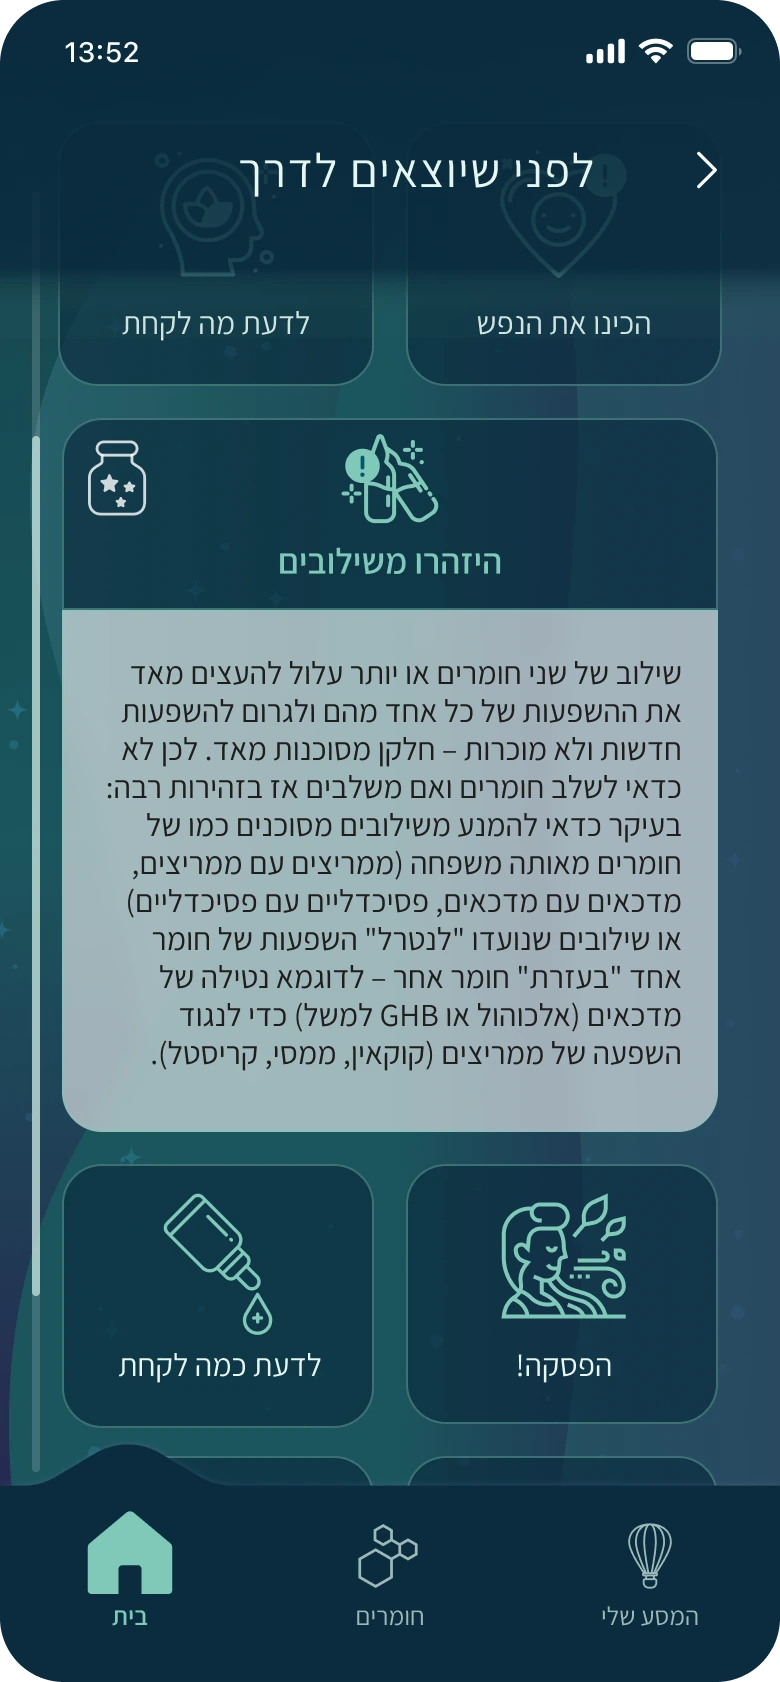 13:52
לפני שיוצאים לדרך
הכינו את הנפש
לדעת מה לקחת
היזהרו משילובים
שילוב של שני חומרים או יותר עלול להעצים מאד
את ההשפעות של כל אחד מהם ולגרום להשפעות
חדשות ולא מוכרות – חלקן מסוכנות מאד. לכן לא
כדאי לשלב חומרים ואם משלבים אז בזהירות רבה:
בעיקר כדאי להמנע משילובים מסוכנים כמו של
חומרים מאותה משפחה (ממריצים עם ממריצים,
מדכאים עם מדכאים, פסיכדליים עם פסיכדליים)
או שילובים שנועדו "לנטרל" השפעות של חומר
אחד "בעזרת" חומר אחר – לדוגמא נטילה של
מדכאים (אלכוהול או GHB למשל) כדי לנגוד
השפעה של ממריצים (קוקאין, ממסי, קריסטל).
הפסקה!
לדעת כמה לקחת
המסע שלי
חומרים
בית